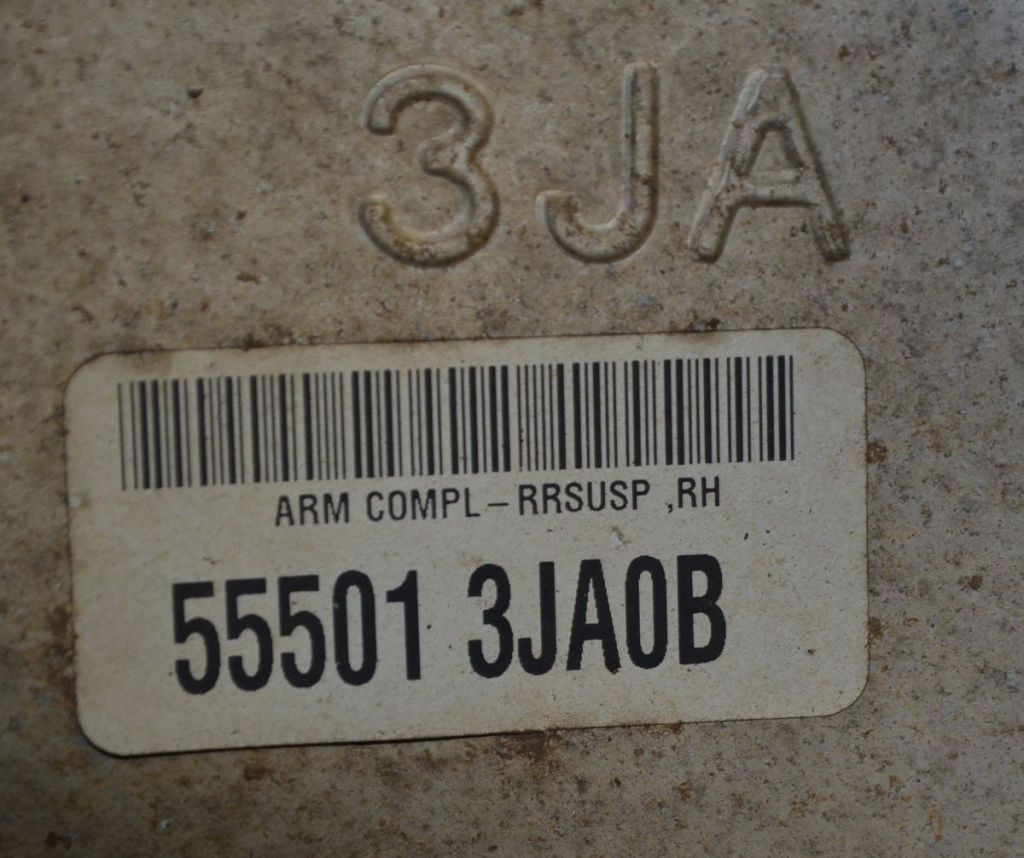 3JA
ARM COMPL-RRSUSP ,RH
55501 3JA0B